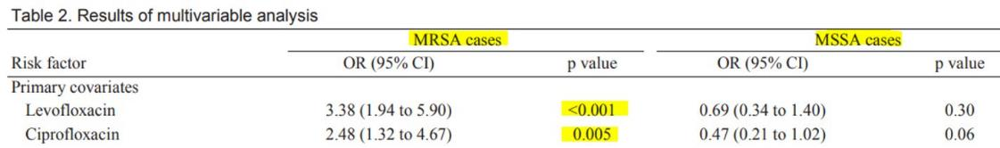 Table 2. Results of multivariable analysis
MRSA cases MSSA cases
Risk factor OR (95% CI) p value OR (95% CI) p value
Primary covariates
Levofloxacin 3.38 (1.94 to 5.90) <0.001 0.69 (0.34 to 1.40) 0.30
Ciprofloxacin 2.48 (1.32 to 4.67) 0.005 0.47 (0.21 to 1.02) 0.06